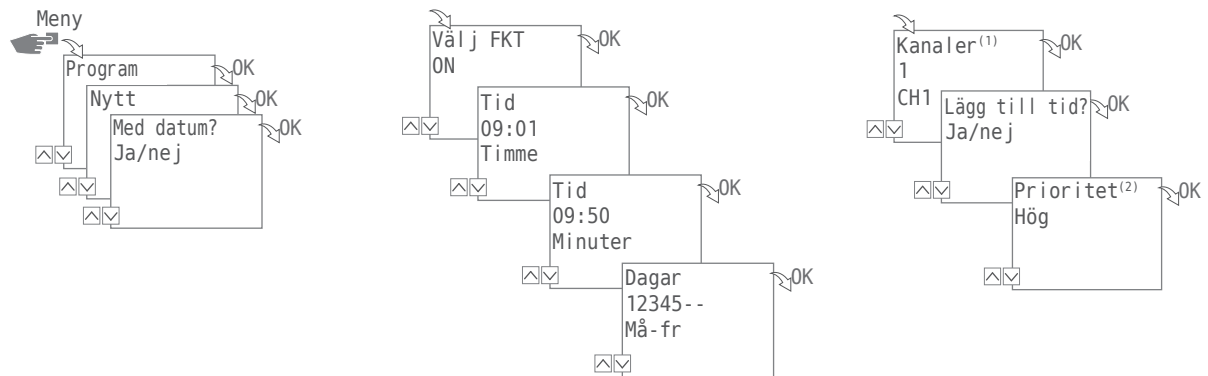 Meny
Program
OK
Nytt
OK
Med datum?
OK
Ja/nej
Välj FKT
OK
ON
Tid
OK
09:01
Timme
Tid
OK
09:50
Minuter
Dagar
OK
12345--
Må-fr
Kanaler(1)
OK
1
CH1
Lägg till tid?
OK
Ja/nej
Prioritet(2)
OK
Hög